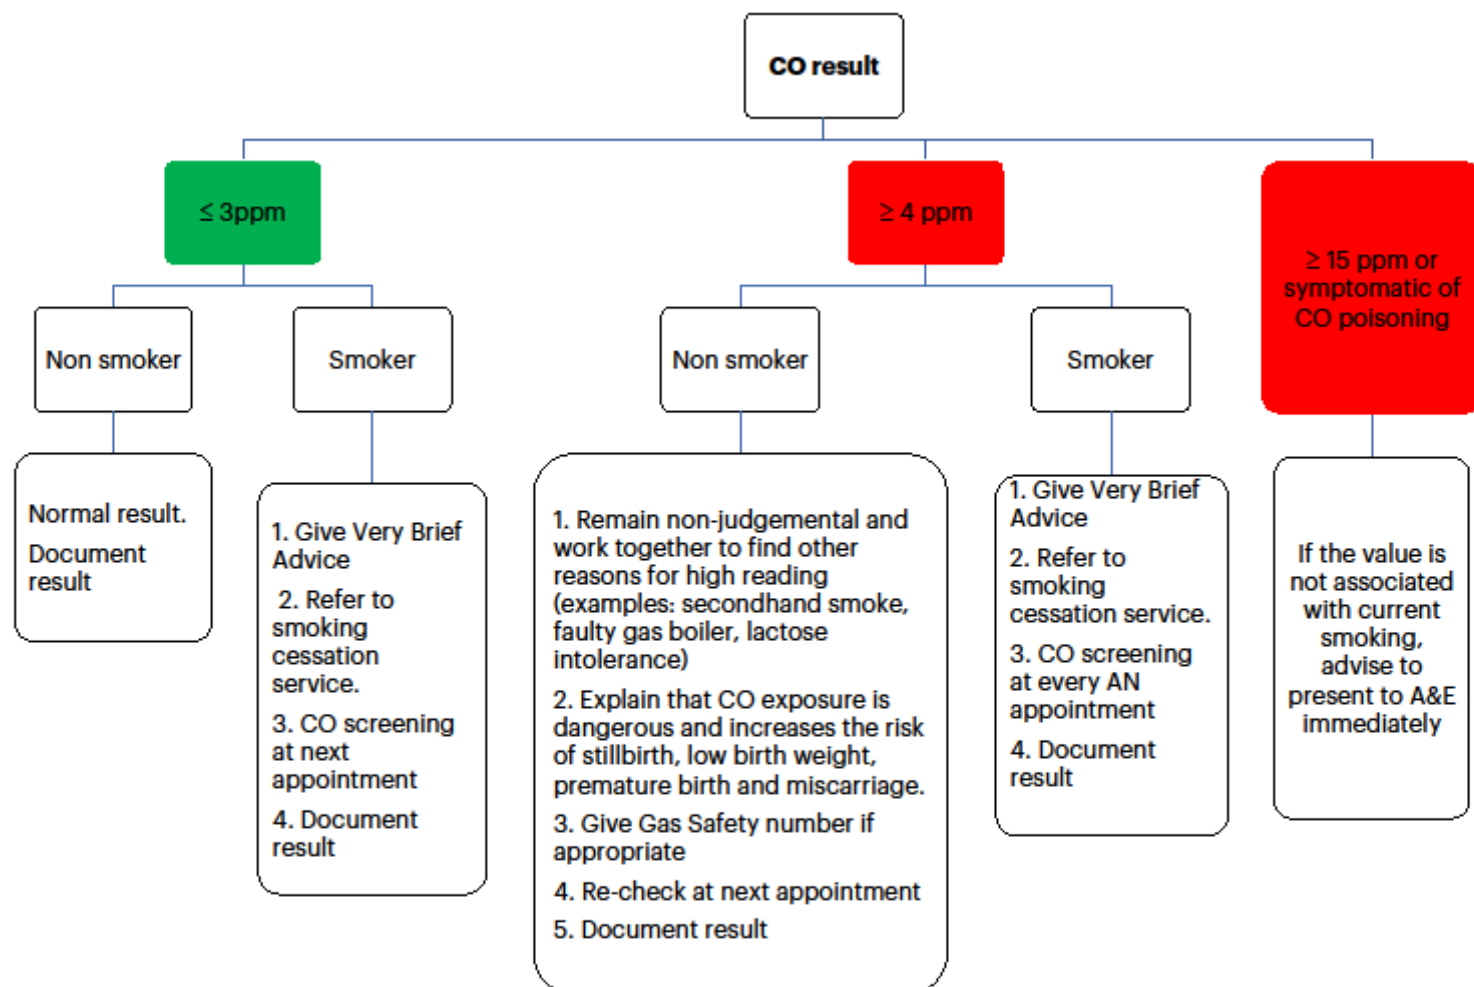 CO result
≤ 3ppm
≥ 4 ppm
≥ 15 ppm or
symptomatic of
CO poisoning
Non smoker
Smoker
Non smoker
Smoker
Normal result.
Document
result
1. Give Very Brief
Advice
2. Refer to
smoking
cessation
service.
3. CO screening
at next
appointment
4. Document
result
1. Remain non-judgemental and
work together to find other
reasons for high reading
(examples: secondhand smoke,
faulty gas boiler, lactose
intolerance)
2. Explain that CO exposure is
dangerous and increases the risk
of stillbirth, low birth weight,
premature birth and miscarriage.
3. Give Gas Safety number if
appropriate
4. Re-check at next appointment
5. Document result
1. Give Very Brief
Advice
2. Refer to
smoking
cessation service.
3. CO screening
at every AN
appointment
4. Document
result
If the value is
not associated
with current
smoking,
advise to
present to A&E
immediately